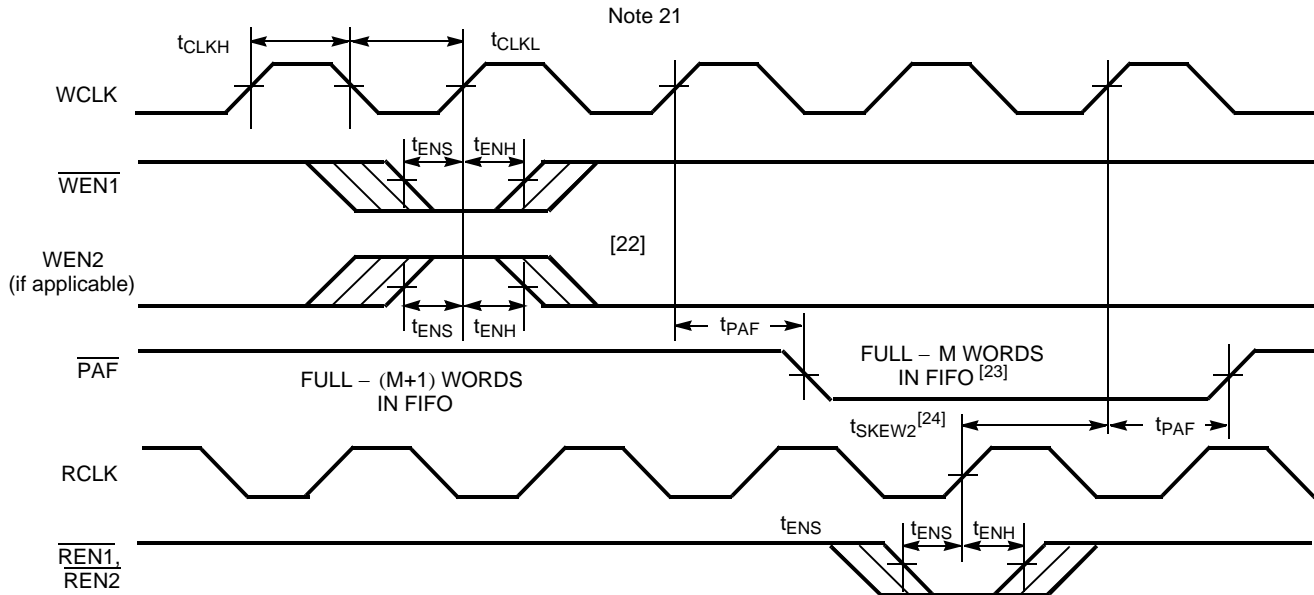 Note 21
tCLKH
tCLKL
WCLK
tENS
tENH
WEN1
WEN2
(if applicable)
[22]
tENS
tENH
tPAF
PAF
FULL – (M+1) WORDS
IN FIFO
FULL – M WORDS
IN FIFO [23]
tSKEW2 [24]
tPAF
RCLK
tENS
tENS
tENH
REN1,
REN2